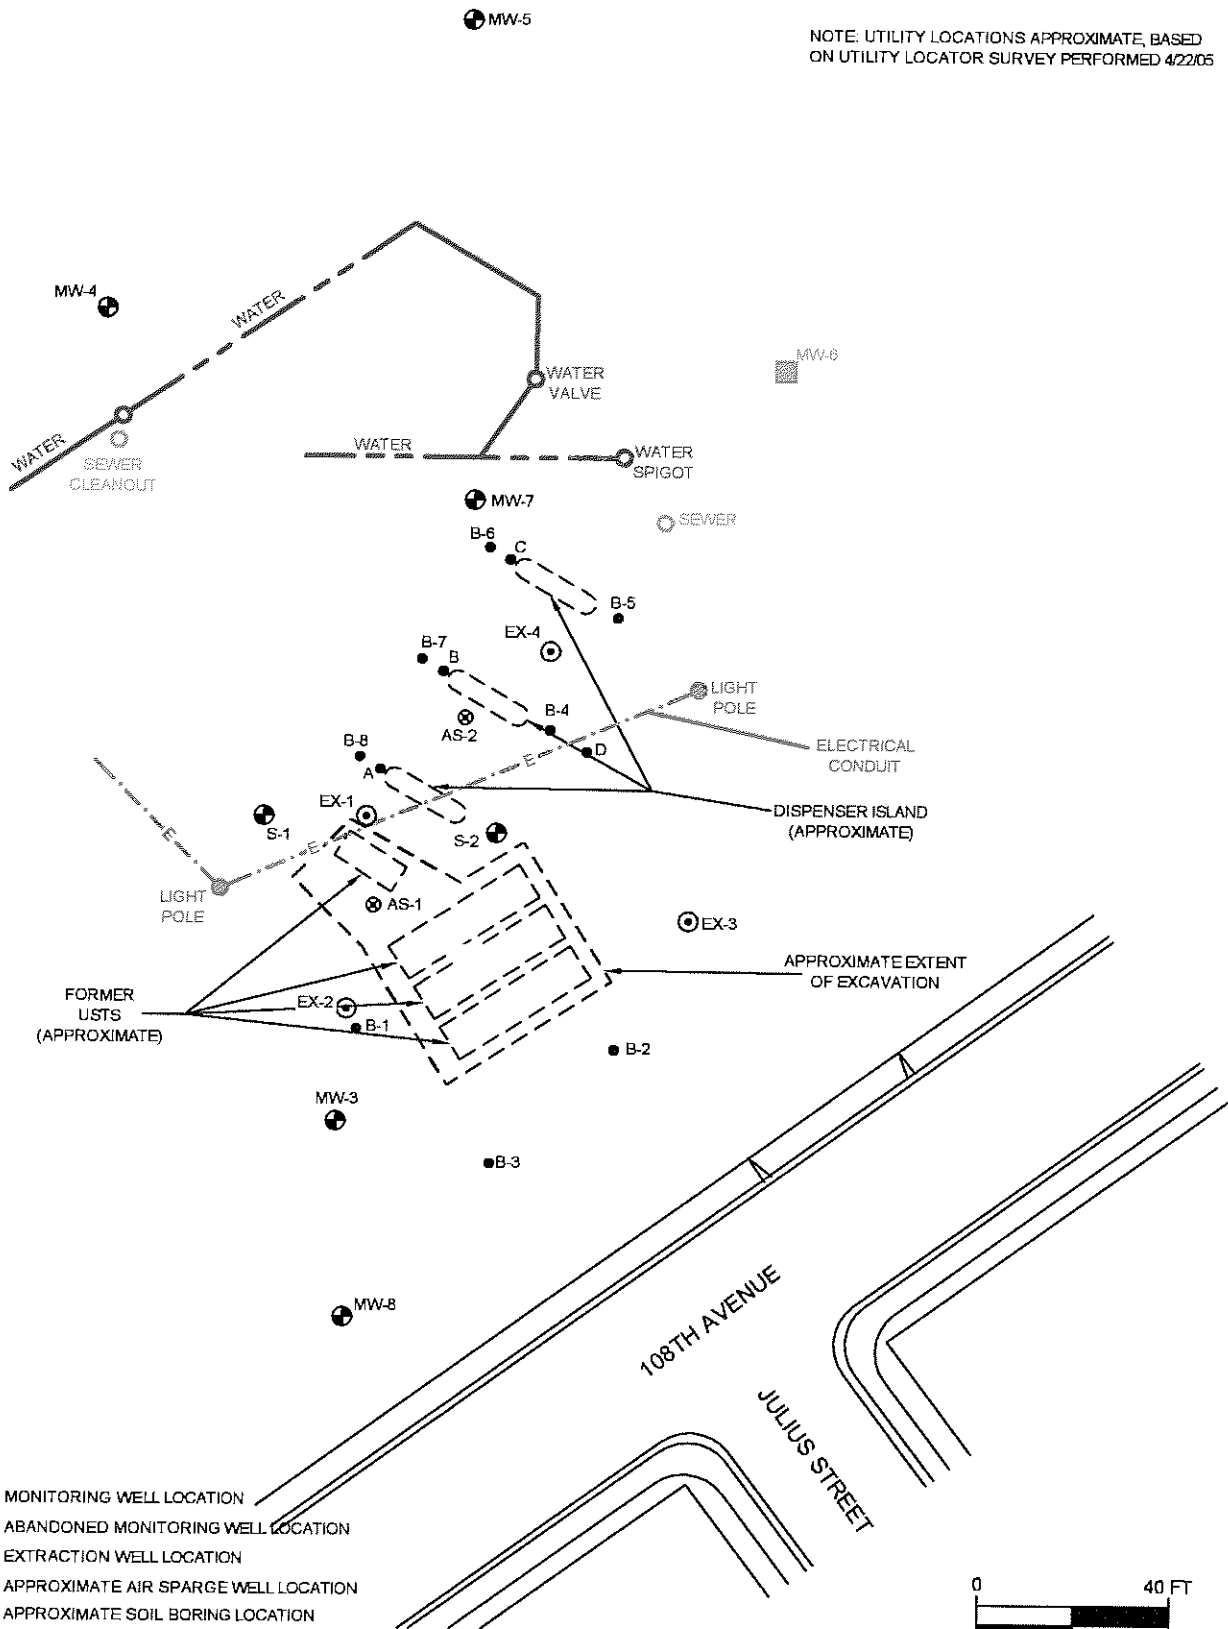 MW-5
NOTE: UTILITY LOCATIONS APPROXIMATE, BASED
ON UTILITY LOCATOR SURVEY PERFORMED 4/22/05
MW-4
WATER
MW-6
WATER
VALVE
WATER
WATER
WATER
SPIGOT
SEWER
CLEANOUT
MW-7
SEWER
B-6
C
B-5
EX-4
B-7
B
LIGHT
POLE
B-4
AS-2
D
E
ELECTRICAL
CONDUIT
B-8
A
EX-1
DISPENSER ISLAND
(APPROXIMATE)
S-1
S-2
E
E
LIGHT
POLE
AS-1
EX-3
APPROXIMATE EXTENT
OF EXCAVATION
FORMER
USTS
(APPROXIMATE)
EX-2
B-1
B-2
MW-3
B-3
MW-8
108TH AVENUE
JULIUS STREET
MONITORING WELL LOCATION
ABANDONED MONITORING WELL LOCATION
EXTRACTION WELL LOCATION
APPROXIMATE AIR SPARGE WELL LOCATION
APPROXIMATE SOIL BORING LOCATION
0 40 FT